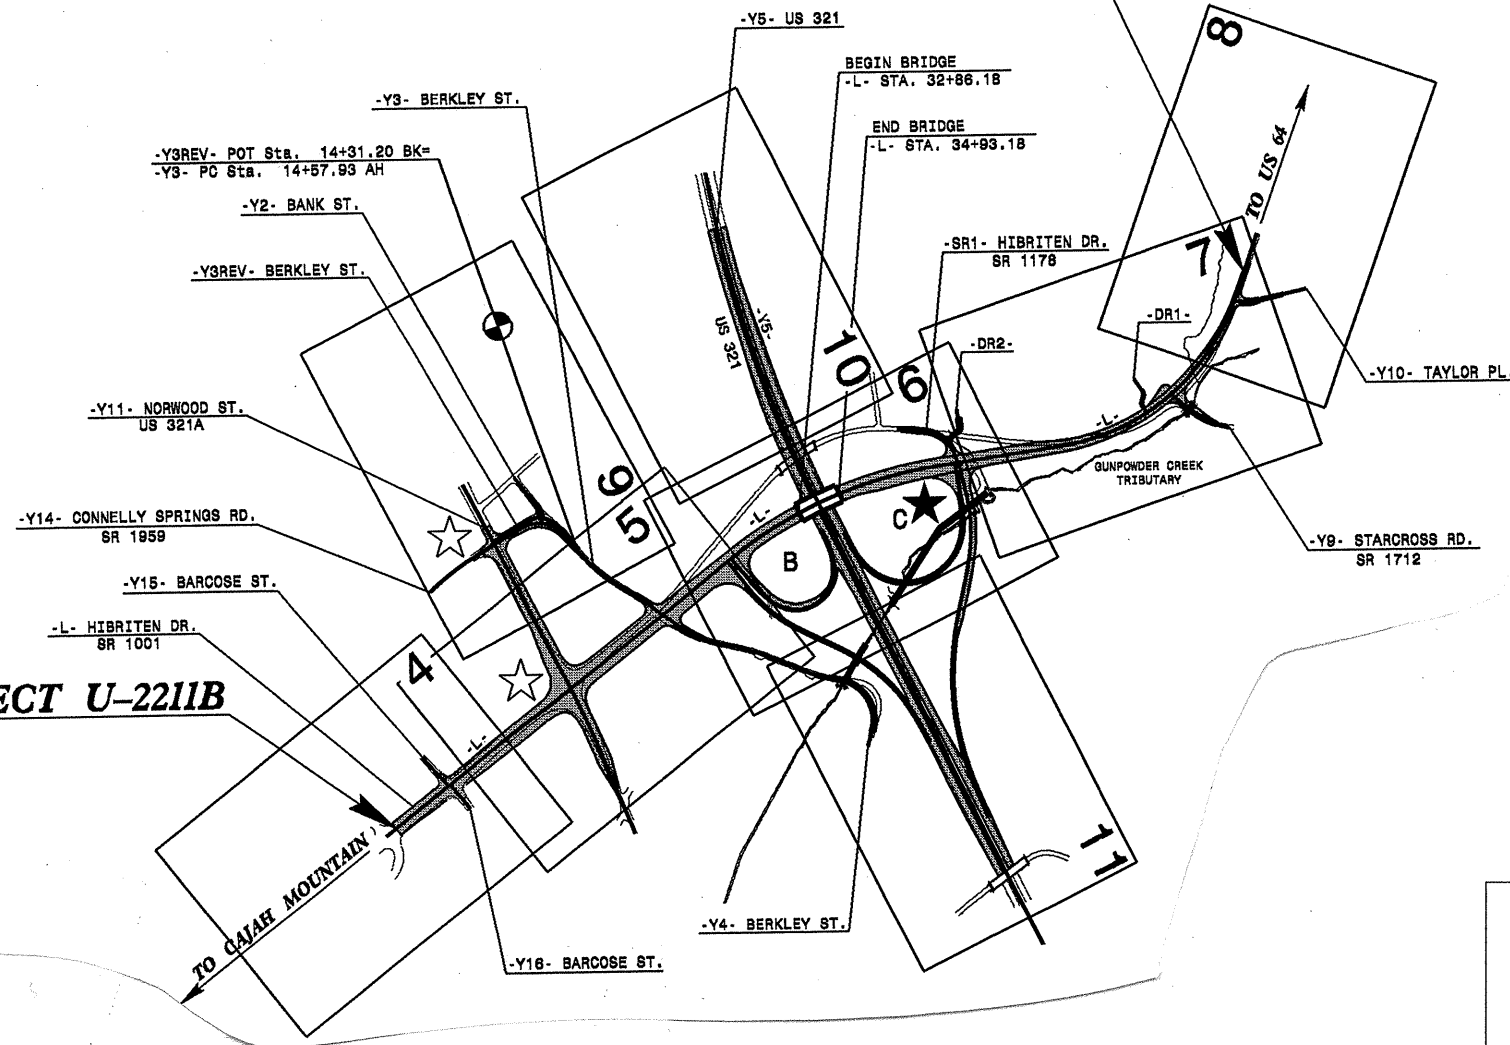 -Y5- US 321
BEGIN BRIDGE
-L- STA. 32+86.18
-Y3- BERKLEY ST.
END BRIDGE
-L- STA. 34+93.18
-Y3REV- POT Sta. 14+31.20 BK=
-Y3- PC Sta. 14+57.93 AH
-Y2- BANK ST.
-Y3REV- BERKLEY ST.
8
TO US 64
-SR1- HIBRITEN DR.
SR 1178
7
-DR1-
-Y5-
US 321
10
6
-DR2-
-Y10- TAYLOR PL.
-Y11- NORWOOD ST.
US 321A
-L-
GUNPOWDER CREEK
TRIBUTARY
9
5
-Y14- CONNELLY SPRINGS RD.
SR 1959
-L-
C
B
-Y9- STARCROSS RD.
SR 1712
-Y15- BARCOSE ST.
-L- HIBRITEN DR.
SR 1001
4
ECT U-2211B
-L-
TO CAJAH MOUNTAIN
11
-Y4- BERKLEY ST.
-Y16- BARCOSE ST.